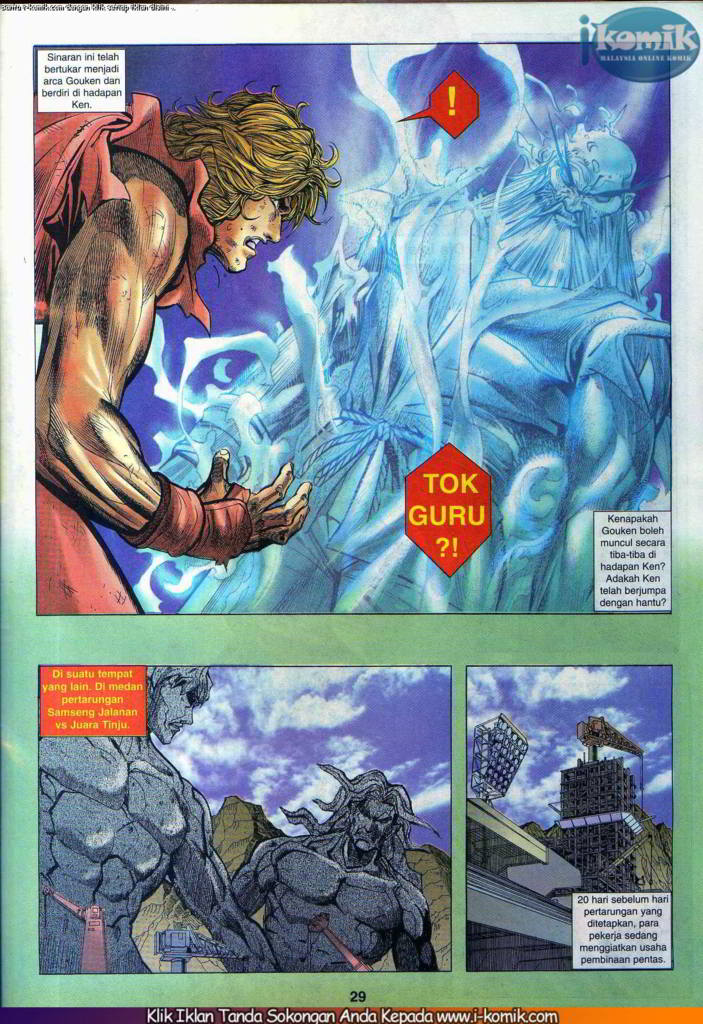 iKomik
MALAYSIA ONLINE KOMIK
Sinaran ini telah
bertukar menjadi
arca Gouken dan
berdiri di hadapan
Ken.
!
TOK
GURU
?!
Kenapakah
Gouken boleh
muncul secara
tiba-tiba di
hadapan Ken?
Adakah Ken
telah berjumpa
dengan hantu?
Di suatu tempat
yang lain. Di medan
pertarungan
Samseng Jalanan
vs Juara Tinju.
20 hari sebelum hari
pertarungan yang
ditetapkan, para
pekerja sedang
menggiatkan usaha
pembinaan pentas.
29
Klik Iklan Tanda Sokongan Anda Kepada www.i-komik.com